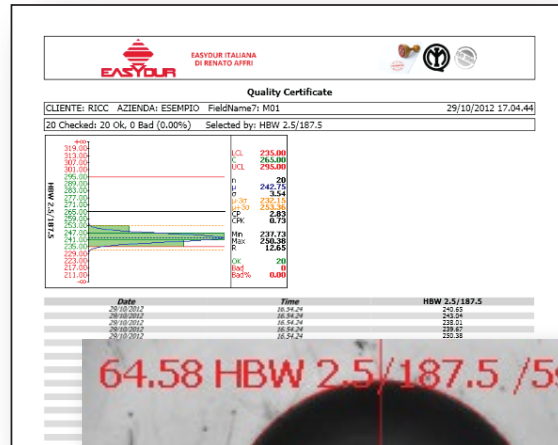 EASYDUR
EASYDUR ITALIANA
DI RENATO AFFRI
Quality Certificate
CLIENTE: RICC AZIENDA: ESEMPIO FieldName7: M01 29/10/2012 17.04.44
20 Checked: 20 Ok, 0 Bad (0.00%) Selected by: HBW 2.5/187.5
HBW 2.5/187.5
+∞
319.00
313.00
307.00
301.00
295.00
289.00
283.00
277.00
271.00
265.00
259.00
253.00
247.00
241.00
235.00
229.00
223.00
217.00
211.00
-∞
LCL 235.00
C 265.00
UCL 295.00
n 20
μ 242.75
σ 3.54
μ-3σ 232.15
μ+3σ 253.36
CP 2.83
CPK 0.73
Min 237.73
Max 250.38
R 12.65
OK 20
Bad 0
Bad% 0.00
Date Time HBW 2.5/187.5
29/10/2012 16.54.24 240.65
29/10/2012 16.54.24 243.04
29/10/2012 16.54.24 238.01
29/10/2012 16.54.24 239.67
29/10/2012 16.54.24 250.38
64.58 HBW 2.5/187.5 /59